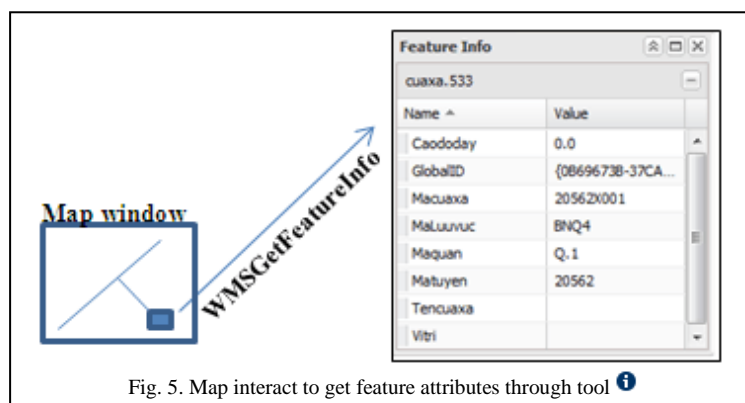 Feature Info
cuaxa.533
Name Value
Caododay 0.0
GlobalID {0B69673B-37CA...
Macuaxa 20562X001
MaLuuvuc BNQ4
Maquan Q.1
Matuyen 20562
Tencuaxa
Vitri
Map window
WMSGetFeatureInfo
Fig. 5. Map interact to get feature attributes through tool